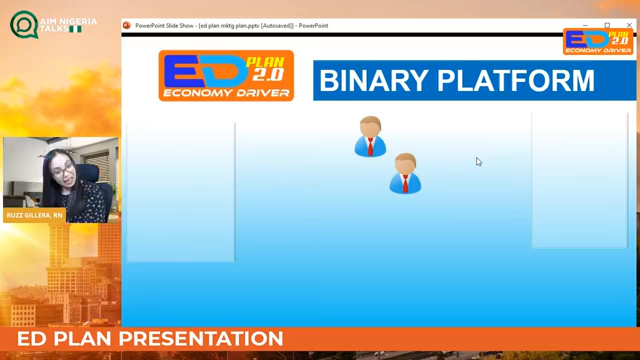 AIM NIGERIA
TALKS
PowerPoint Slide Show - [ed plan mktg plan.pptx [Autosaved]] - PowerPoint
ED PLAN
2.0
ECONOMY DRIVER
BINARY PLATFORM
ED PLAN
2.0
ECONOMY DRIVER
RUZZ GILLERA, RN
ED PLAN PRESENTATION